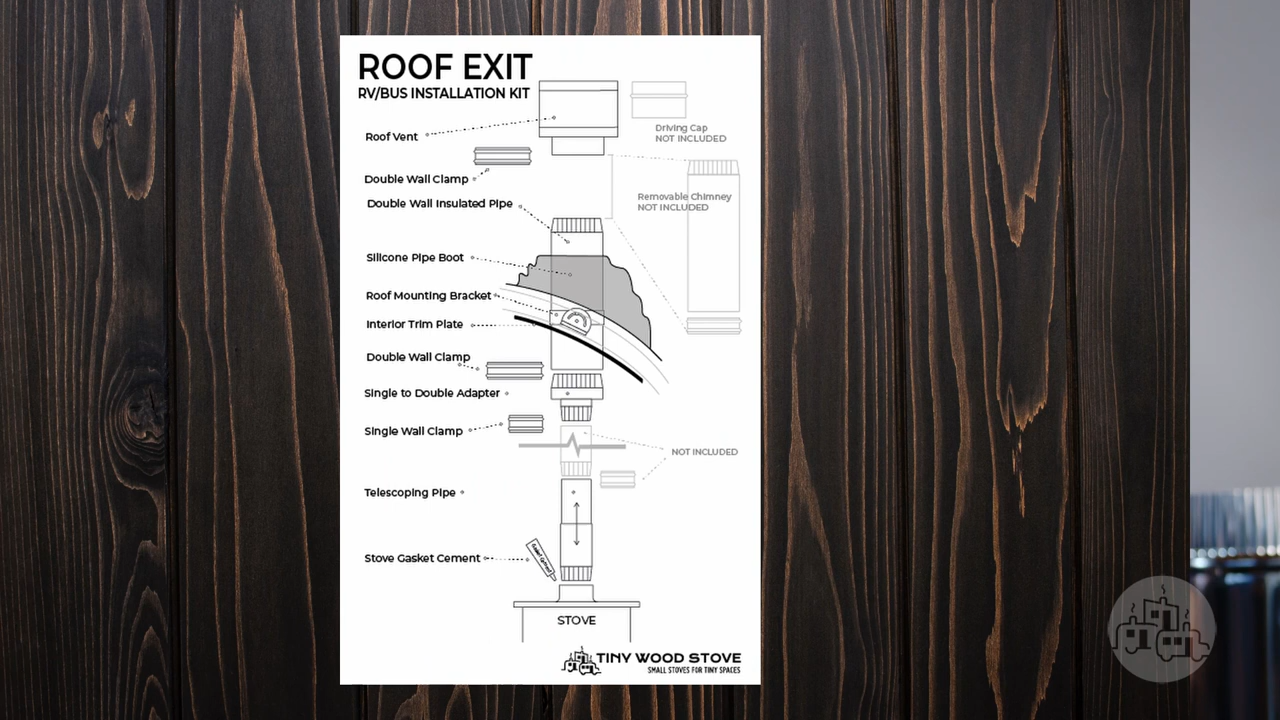 ROOF EXIT
RV/BUS INSTALLATION KIT
Roof Vent
Driving Cap
NOT INCLUDED
Double Wall Clamp
Double Wall Insulated Pipe
Removable Chimney
NOT INCLUDED
Silicone Pipe Boot
Roof Mounting Bracket
Interior Trim Plate
Double Wall Clamp
Single to Double Adapter
Single Wall Clamp
NOT INCLUDED
Telescoping Pipe
Stove Gasket Cement
STOVE
TINY WOOD STOVE
SMALL STOVES FOR TINY SPACES